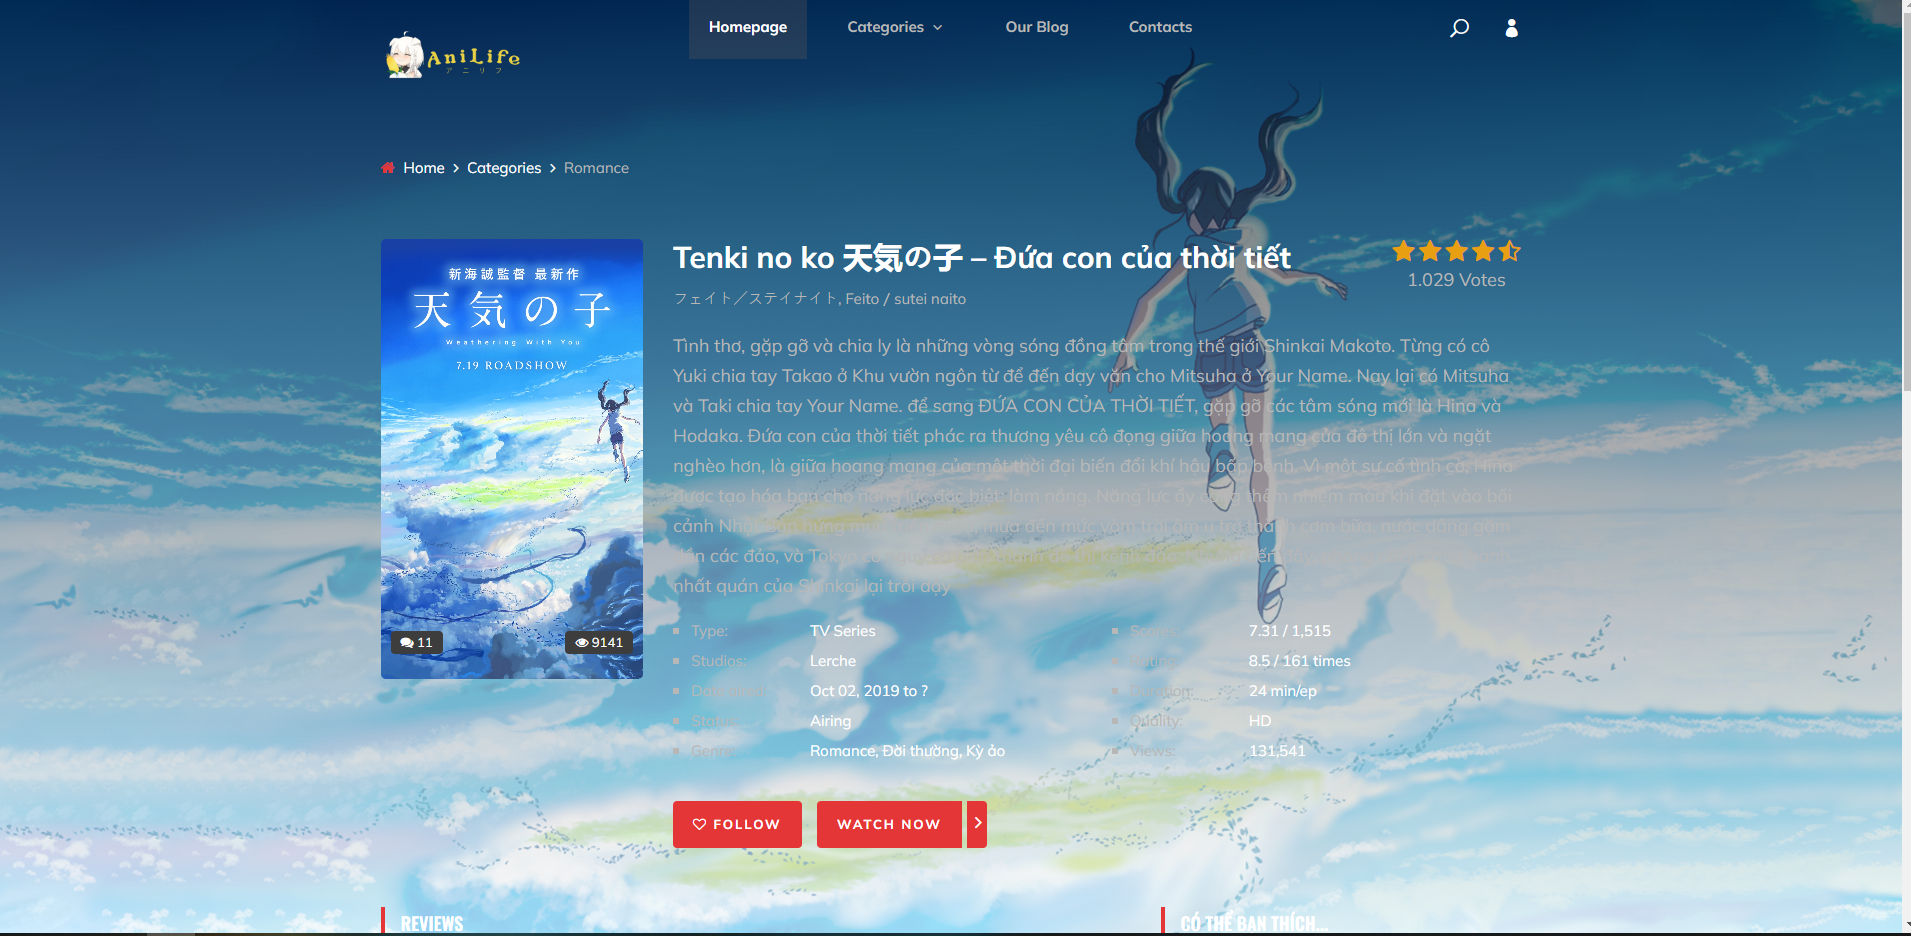 Homepage
Categories
Our Blog
Contacts
AniLife
アニリフ
Home
Categories
Romance
新海誠監督 最新作
天気の子
Weathering With You
7.19 ROADSHOW
11
9141
Tenki no ko 天気の子 – Đứa con của thời tiết
1.029 Votes
フェイト／ステイナイト, Feito / sutei naito
Tình thơ, gặp gỡ và chia ly là những vòng sóng đồng tâm trong thế giới Shinkai Makoto. Từng có cô
Yuki chia tay Takao ở Khu vườn ngôn từ để đến dạy văn cho Mitsuha ở Your Name. Nay lại có Mitsuha
và Taki chia tay Your Name. để sang ĐỨA CON CỦA THỜI TIẾT, gặp gỡ các tâm sóng mới là Hina và
Hodaka. Đứa con của thời tiết phác ra thương yêu cô đọng giữa hoang mang của đô thị lớn và ngặt
nghèo hơn, là giữa hoang mang của một thời đại biến đổi khí hậu bấp bênh. Vì một sự cố tình cờ, Hina
được tạo hóa ban cho năng lực đặc biệt làm nắng. Năng lực ấy càng thêm nhiệm màu khi đặt vào bối
cảnh Nhật mưa đến mức vòm trời cơm bữa, nước dâng
các đảo, và Tokyo
nhất quán của Shinkai lại trỗi dậy
Type: TV Series
Studios: Lerche
Date aired: Oct 02, 2019 to ?
Status: Airing
Genre: Romance, Đời thường, Kỳ ảo
Scores: 7.31 / 1,515
Rating: 8.5 / 161 times
Duration: 24 min/ep
Quality: HD
Views: 131,541
FOLLOW
WATCH NOW
REVIEWS
CÓ THỂ BẠN THÍCH...